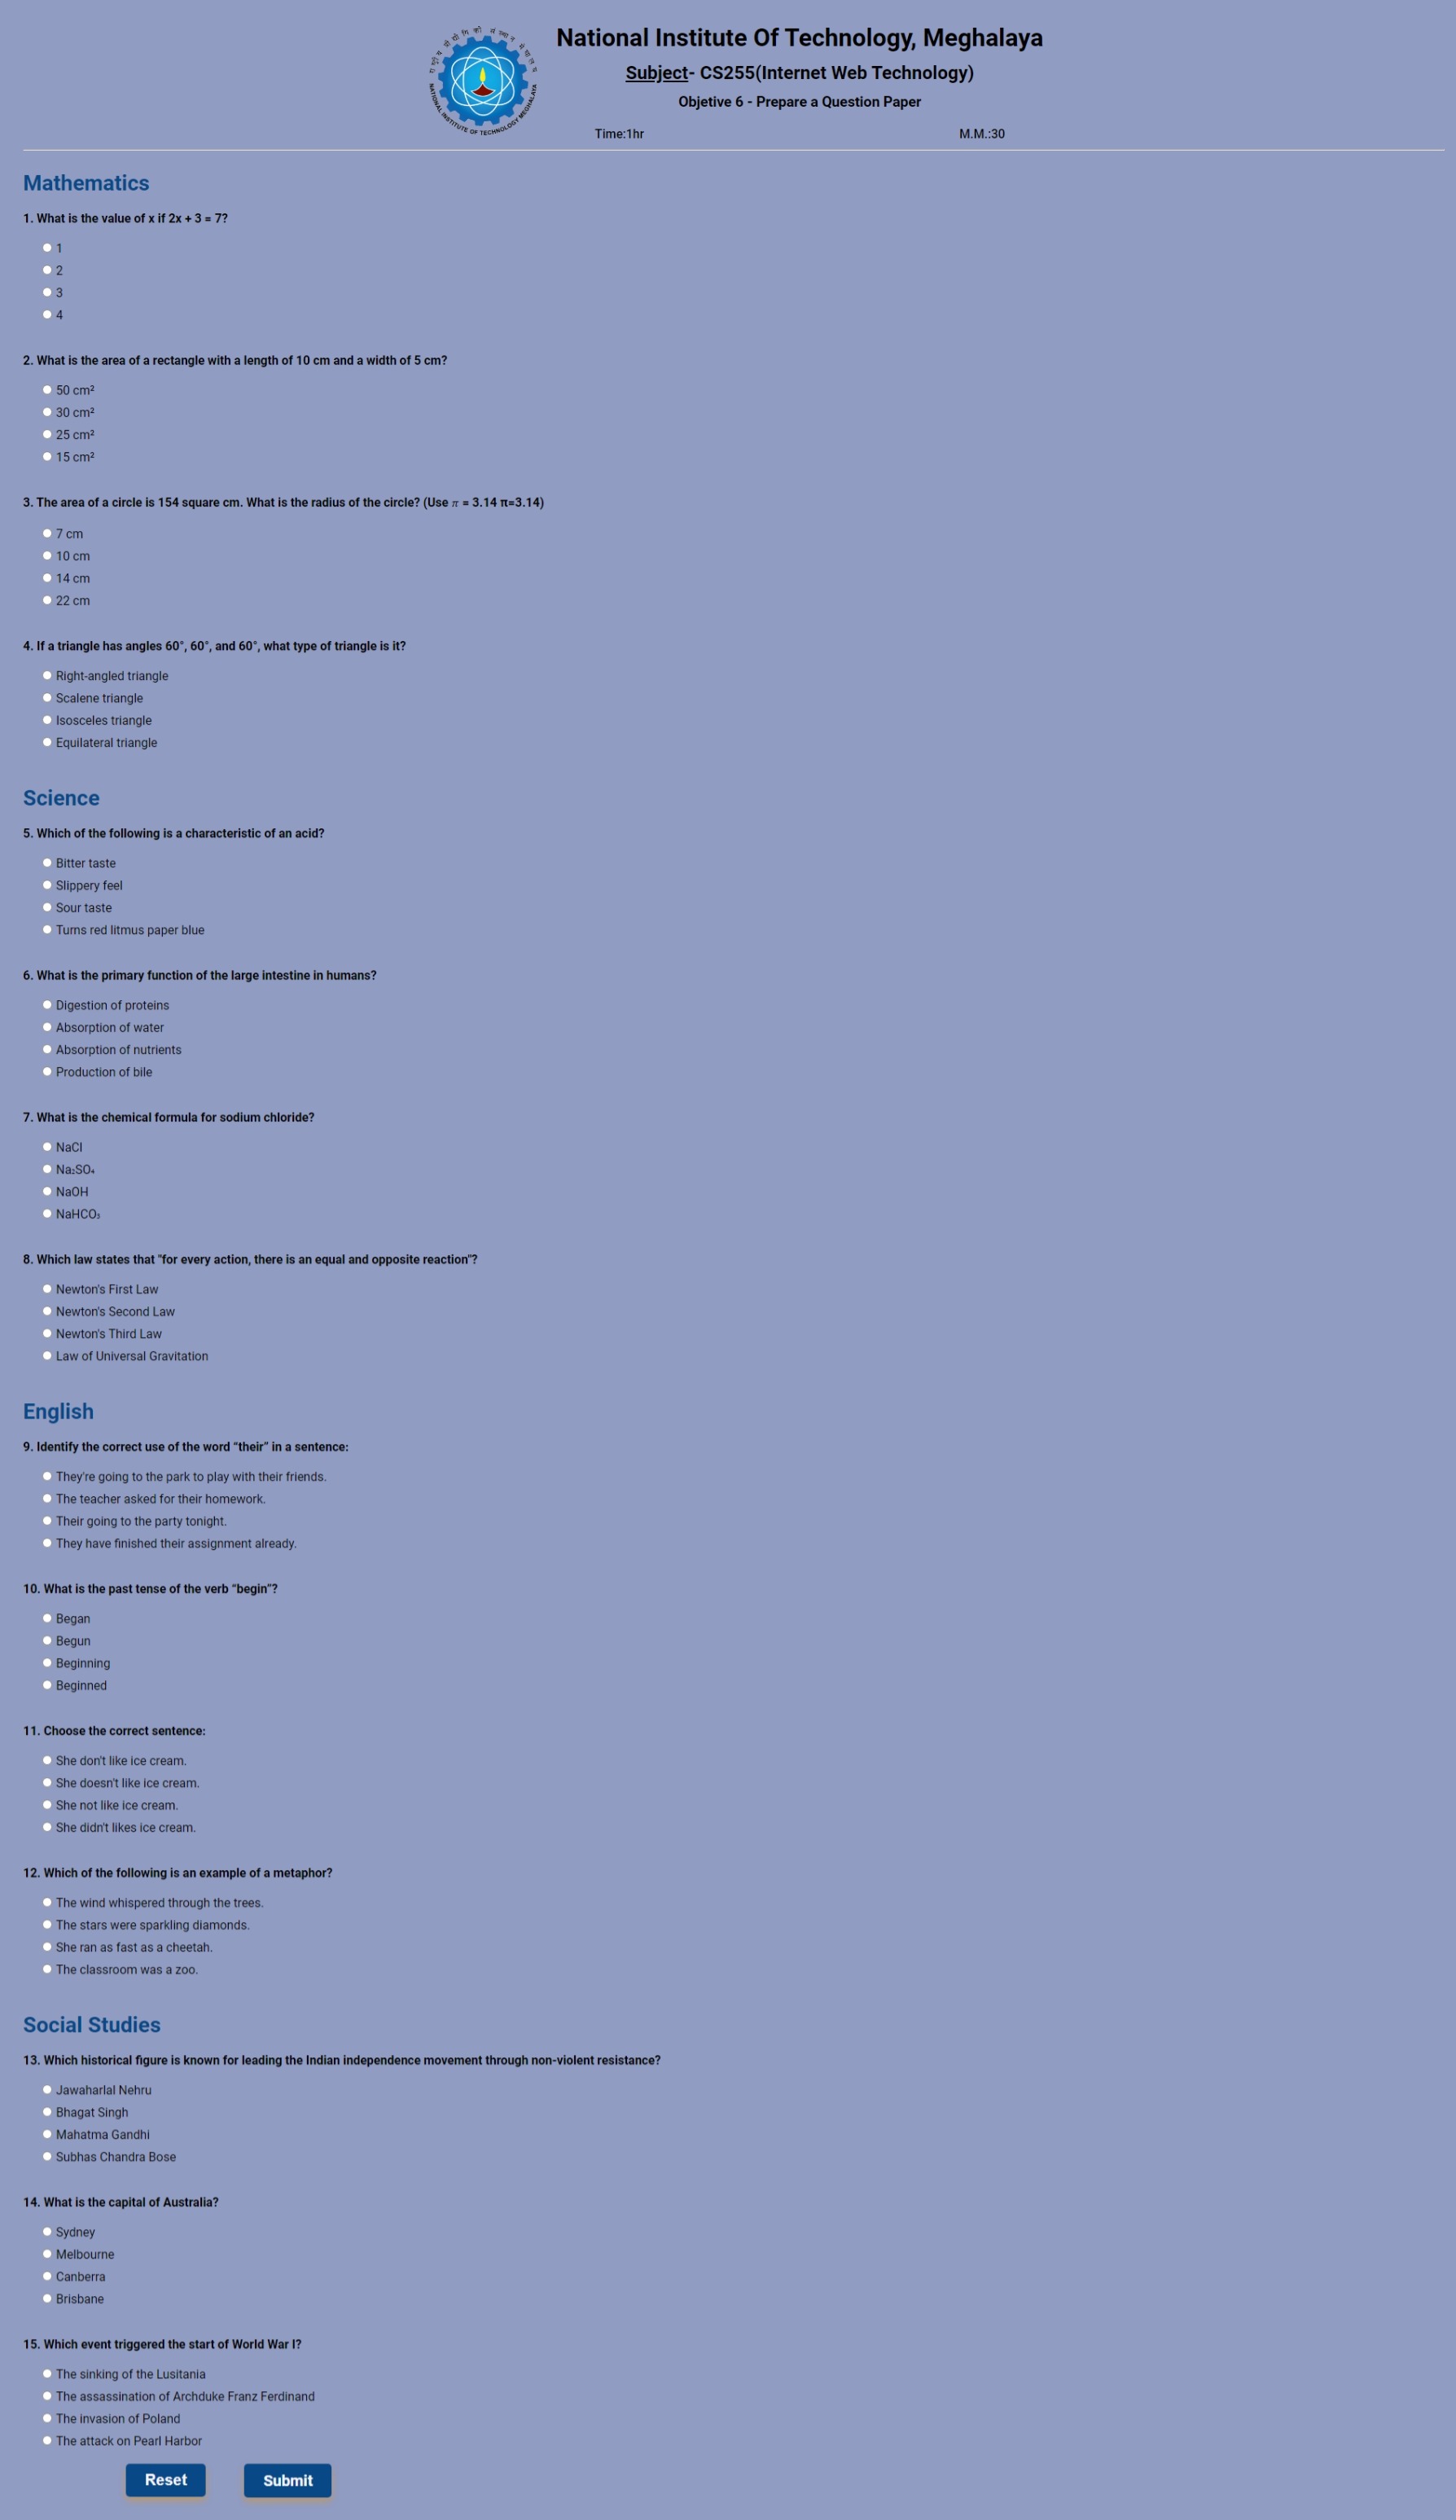 National Institute Of Technology, Meghalaya
Subject- CS255(Internet Web Technology)
Objetive 6 - Prepare a Question Paper
NATIONAL INSTITUTE OF TECHNOLOGY MEGHALAYA
Time:1hr M.M.:30
Mathematics
1. What is the value of x if 2x + 3 = 7?
1
2
3
4
2. What is the area of a rectangle with a length of 10 cm and a width of 5 cm?
50 cm²
30 cm²
25 cm²
15 cm²
3. The area of a circle is 154 square cm. What is the radius of the circle? (Use 𝜋 = 3.14 π=3.14)
7 cm
10 cm
14 cm
22 cm
4. If a triangle has angles 60°, 60°, and 60°, what type of triangle is it?
Right-angled triangle
Scalene triangle
Isosceles triangle
Equilateral triangle
Science
5. Which of the following is a characteristic of an acid?
Bitter taste
Slippery feel
Sour taste
Turns red litmus paper blue
6. What is the primary function of the large intestine in humans?
Digestion of proteins
Absorption of water
Absorption of nutrients
Production of bile
7. What is the chemical formula for sodium chloride?
NaCl
Na₂SO₄
NaOH
NaHCO₃
8. Which law states that "for every action, there is an equal and opposite reaction"?
Newton's First Law
Newton's Second Law
Newton's Third Law
Law of Universal Gravitation
English
9. Identify the correct use of the word “their” in a sentence:
They're going to the park to play with their friends.
The teacher asked for their homework.
Their going to the party tonight.
They have finished their assignment already.
10. What is the past tense of the verb “begin”?
Began
Begun
Beginning
Beginned
11. Choose the correct sentence:
She don't like ice cream.
She doesn't like ice cream.
She not like ice cream.
She didn't likes ice cream.
12. Which of the following is an example of a metaphor?
The wind whispered through the trees.
The stars were sparkling diamonds.
She ran as fast as a cheetah.
The classroom was a zoo.
Social Studies
13. Which historical figure is known for leading the Indian independence movement through non-violent resistance?
Jawaharlal Nehru
Bhagat Singh
Mahatma Gandhi
Subhas Chandra Bose
14. What is the capital of Australia?
Sydney
Melbourne
Canberra
Brisbane
15. Which event triggered the start of World War I?
The sinking of the Lusitania
The assassination of Archduke Franz Ferdinand
The invasion of Poland
The attack on Pearl Harbor
Reset Submit